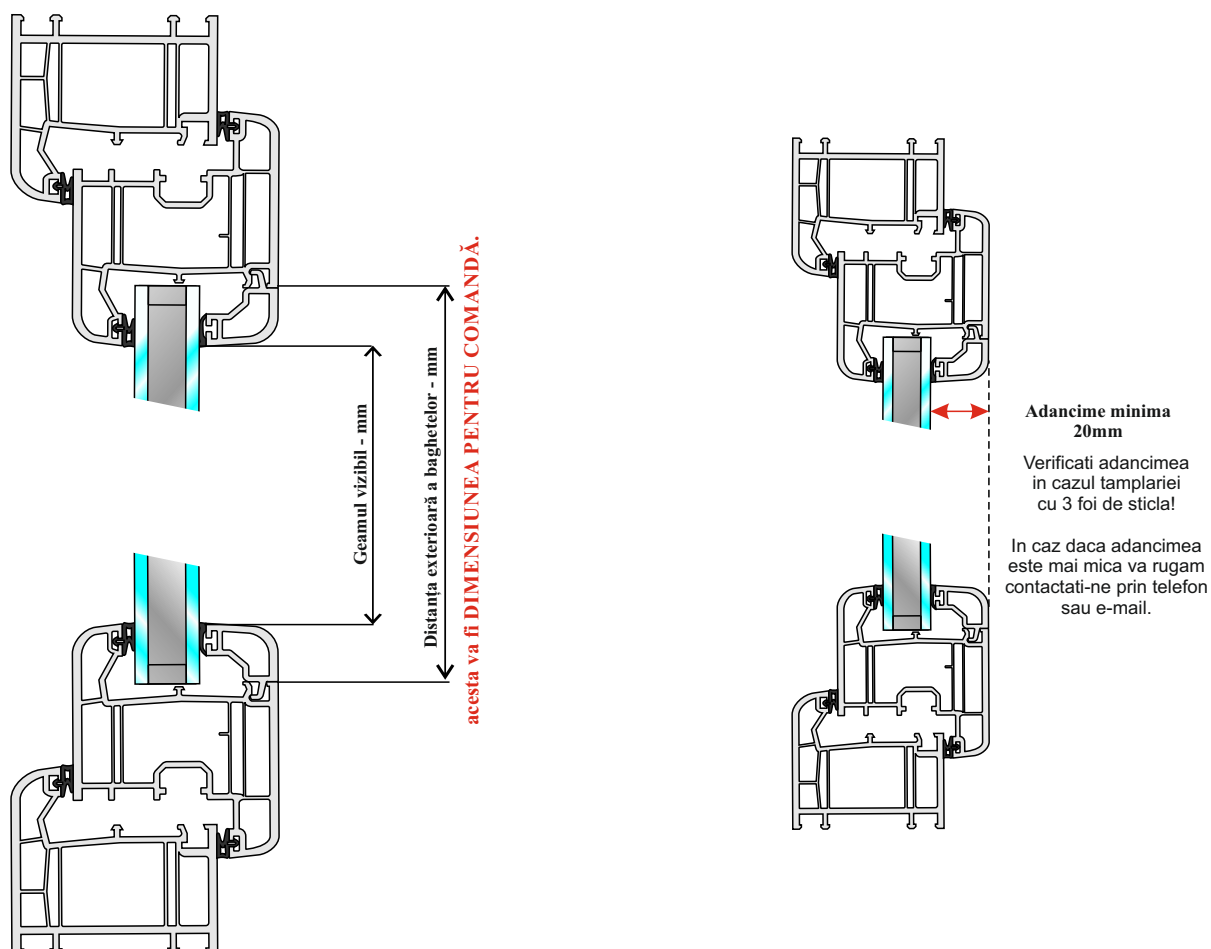 Geamul vizibil - mm
Distanța exterioară a baghetelor - mm
acesta va fi DIMENSIUNEA PENTRU COMANDĂ.
Adancime minima
20mm
Verificati adancimea
in cazul tamplariei
cu 3 foi de sticla!
In caz daca adancimea
este mai mica va rugam
contactati-ne prin telefon
sau e-mail.